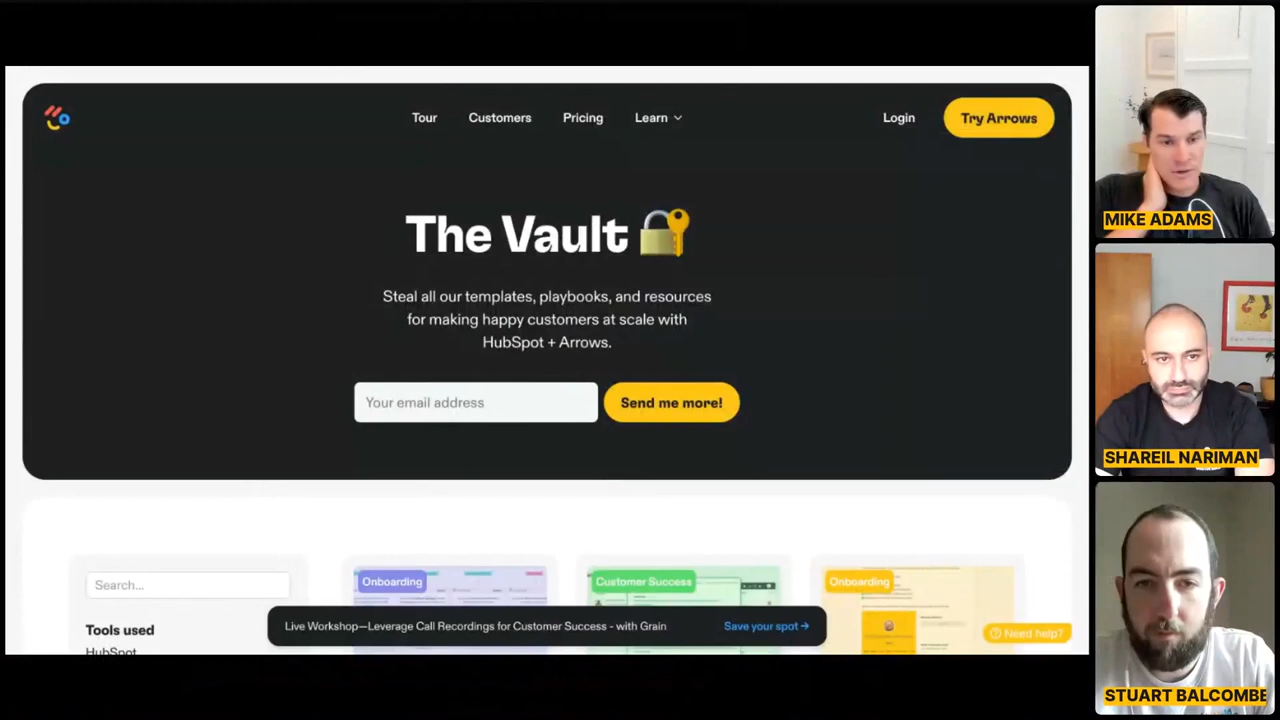 Tour
Customers
Pricing
Learn
Login
Try Arrows
The Vault
Steal all our templates, playbooks, and resources
for making happy customers at scale with
HubSpot + Arrows.
Your email address
Send me more!
Search...
Tools used
HubSpot
Onboarding
Customer Success
Onboarding
Live Workshop—Leverage Call Recordings for Customer Success - with Grain
Save your spot →
Need help?
MIKE ADAMS
SHAREIL NARIMAN
STUART BALCOMBE